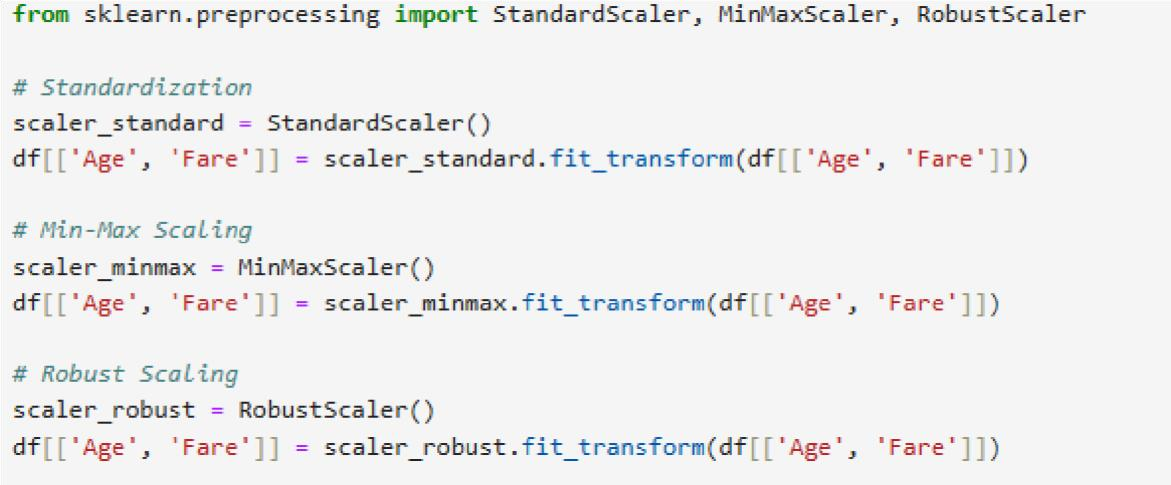 from sklearn.preprocessing import StandardScaler, MinMaxScaler, RobustScaler
# Standardization
scaler_standard = StandardScaler()
df[['Age', 'Fare']] = scaler_standard.fit_transform(df[['Age', 'Fare']])
# Min-Max Scaling
scaler_minmax = MinMaxScaler()
df[['Age', 'Fare']] = scaler_minmax.fit_transform(df[['Age', 'Fare']])
# Robust Scaling
scaler_robust = RobustScaler()
df[['Age', 'Fare']] = scaler_robust.fit_transform(df[['Age', 'Fare']])